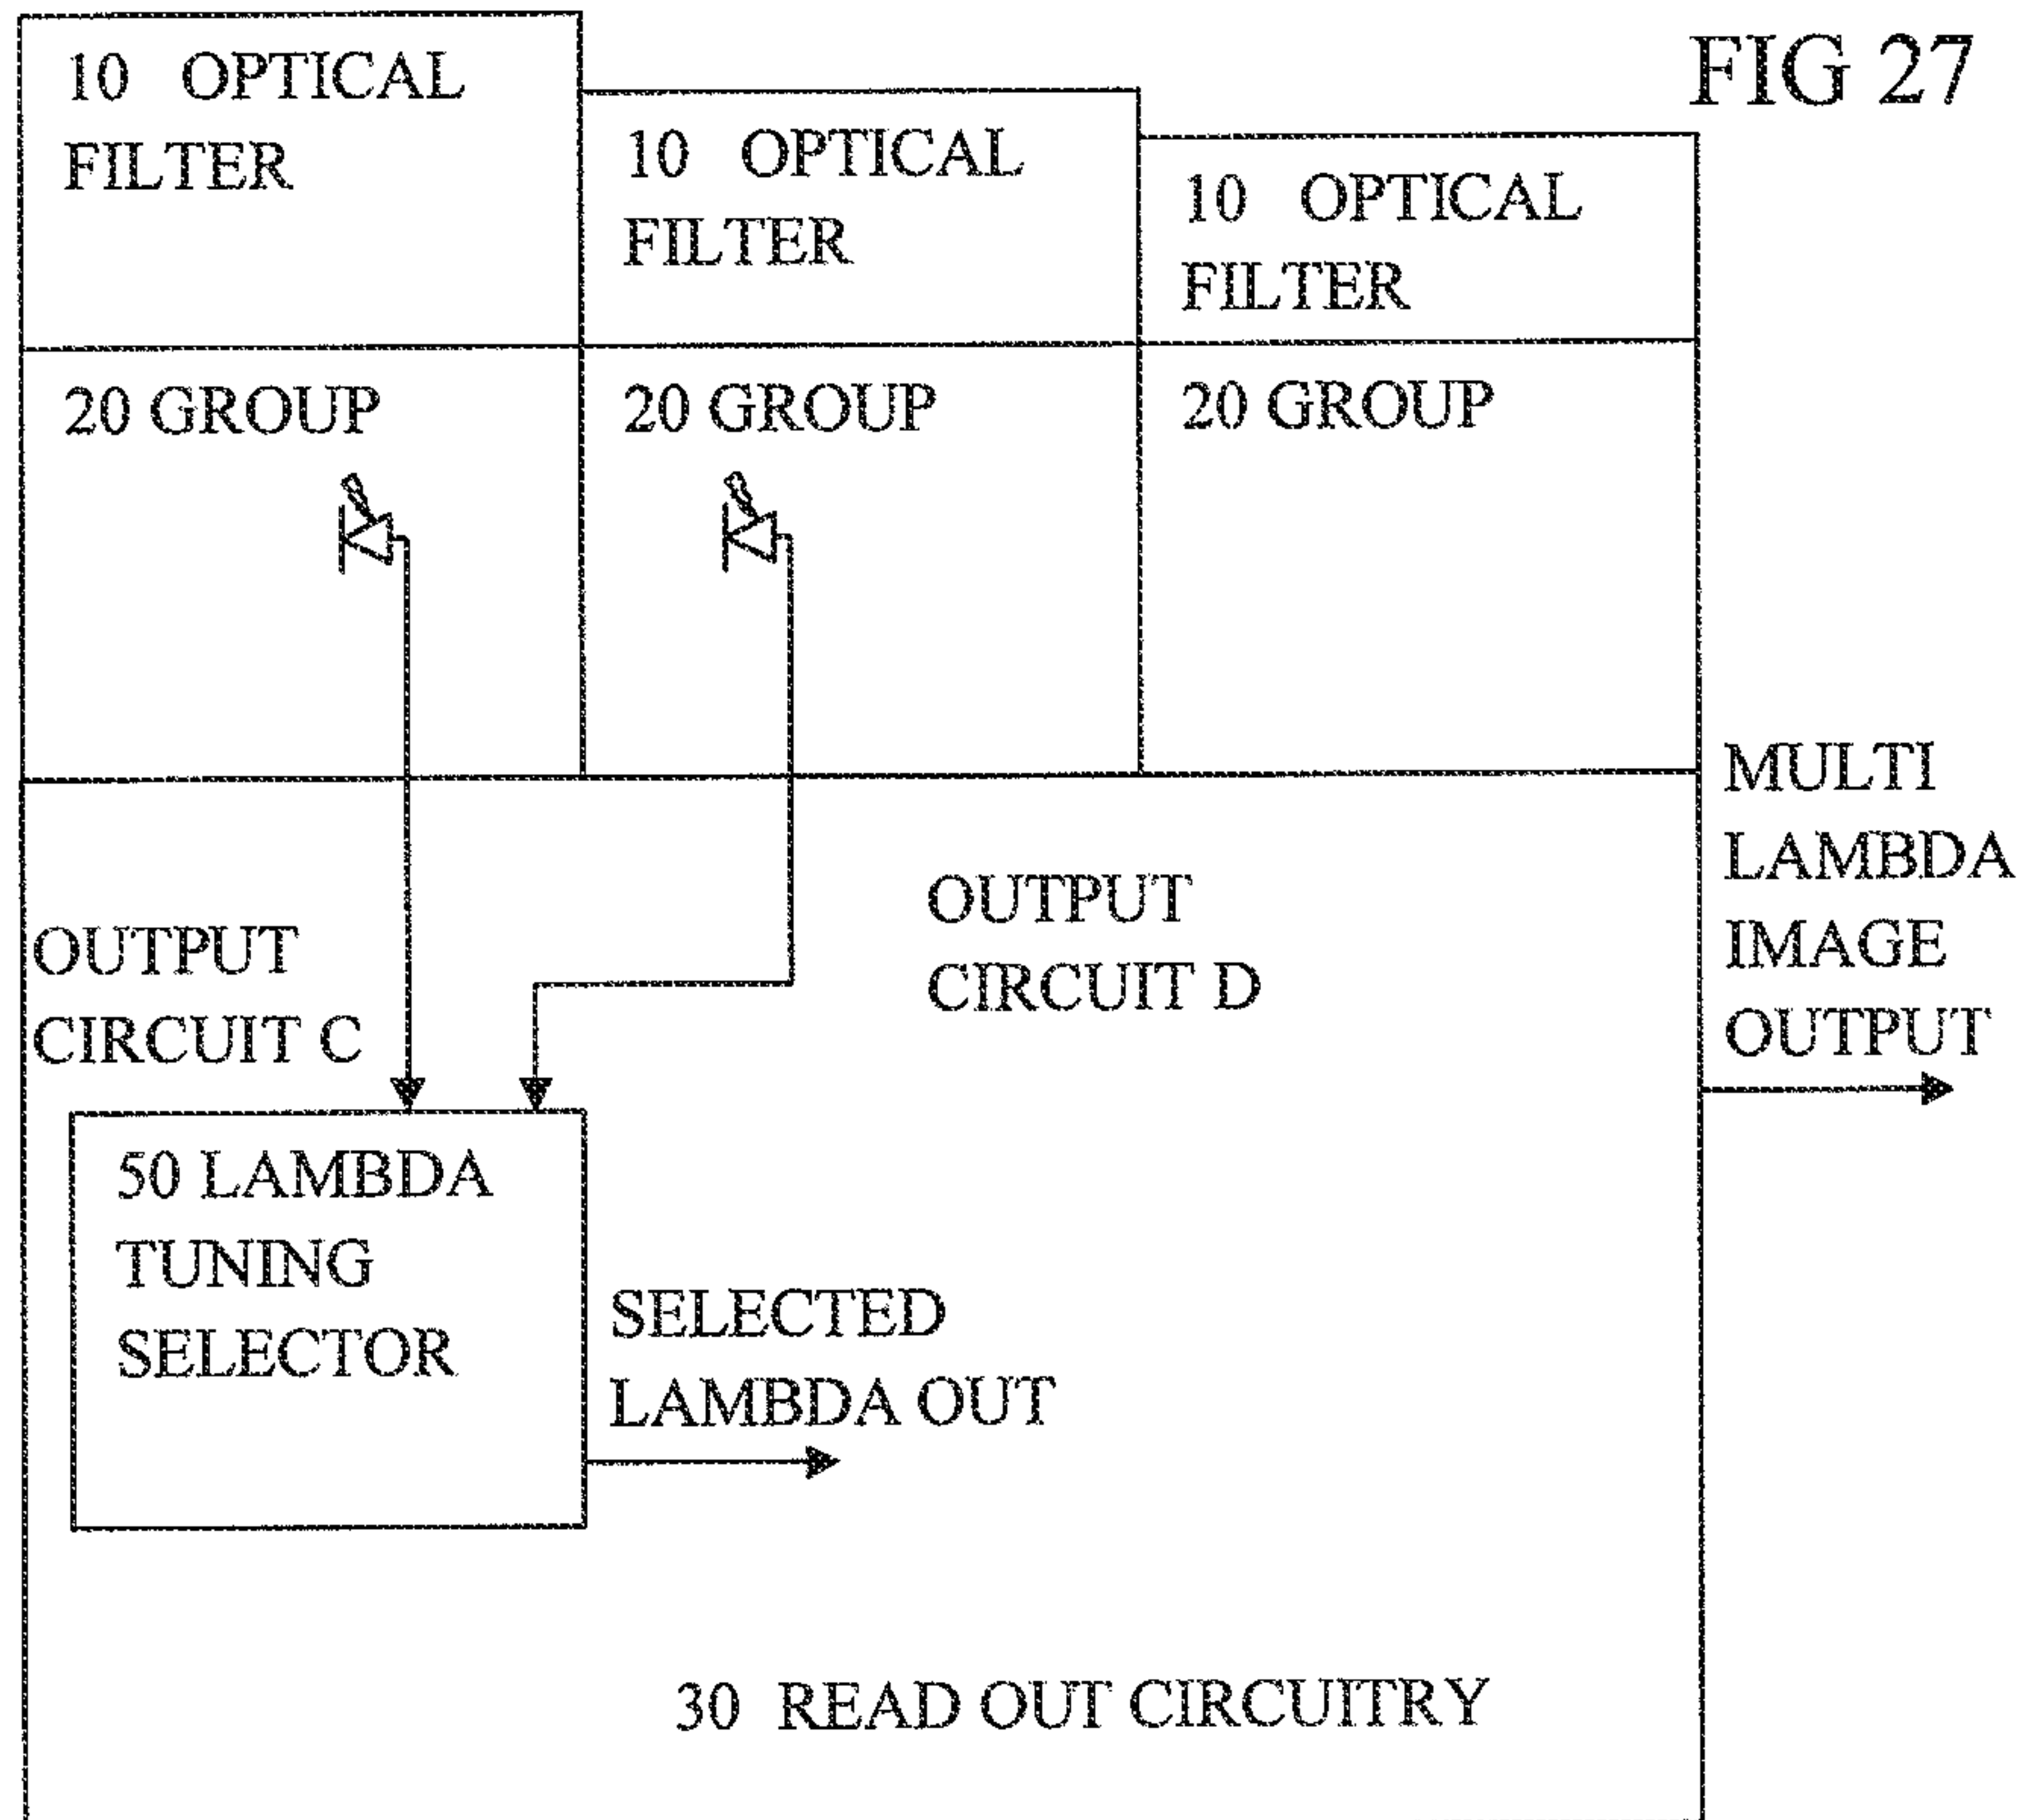 FIG 27
10 OPTICAL
FILTER
10 OPTICAL
FILTER
10 OPTICAL
FILTER
20 GROUP
20 GROUP
20 GROUP
MULTI
LAMBDA
IMAGE
OUTPUT
OUTPUT
CIRCUIT C
OUTPUT
CIRCUIT D
50 LAMBDA
TUNING
SELECTOR
SELECTED
LAMBDA OUT
30 READ OUT CIRCUITRY